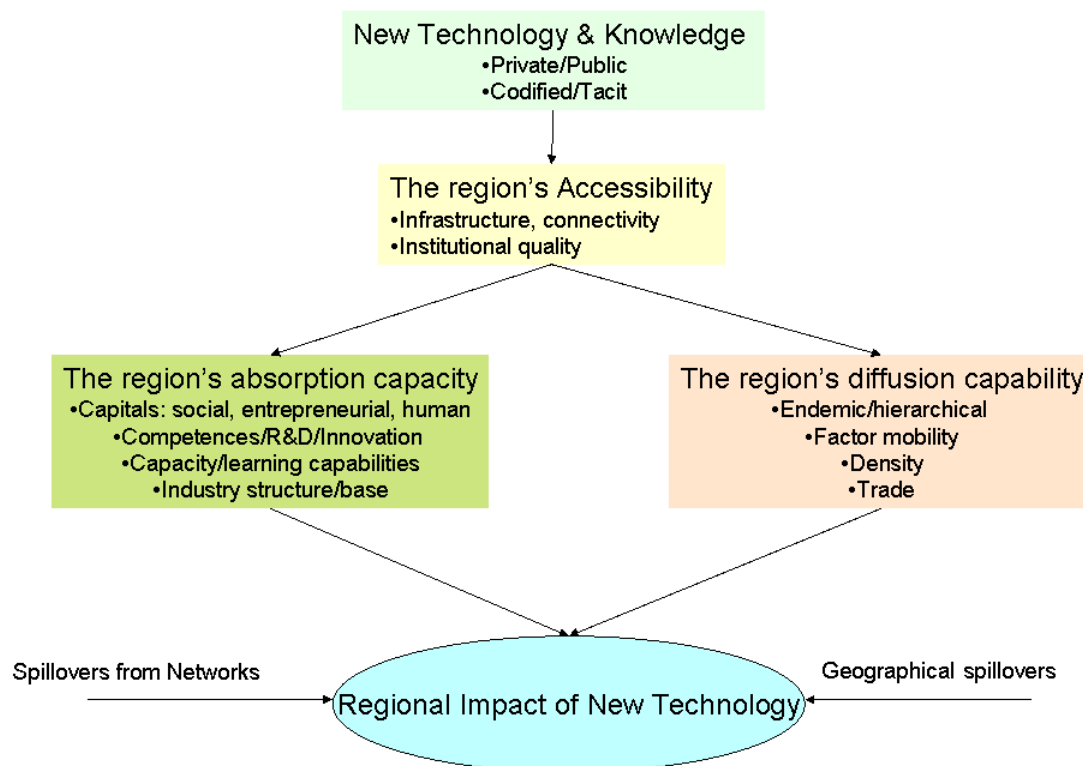 New Technology & Knowledge
•Private/Public
•Codified/Tacit
The region's Accessibility
•Infrastructure, connectivity
•Institutional quality
The region's absorption capacity
•Capitals: social, entrepreneurial, human
•Competences/R&D/Innovation
•Capacity/learning capabilities
•Industry structure/base
The region's diffusion capability
•Endemic/hierarchical
•Factor mobility
•Density
•Trade
Spillovers from Networks
Geographical spillovers
Regional Impact of New Technology